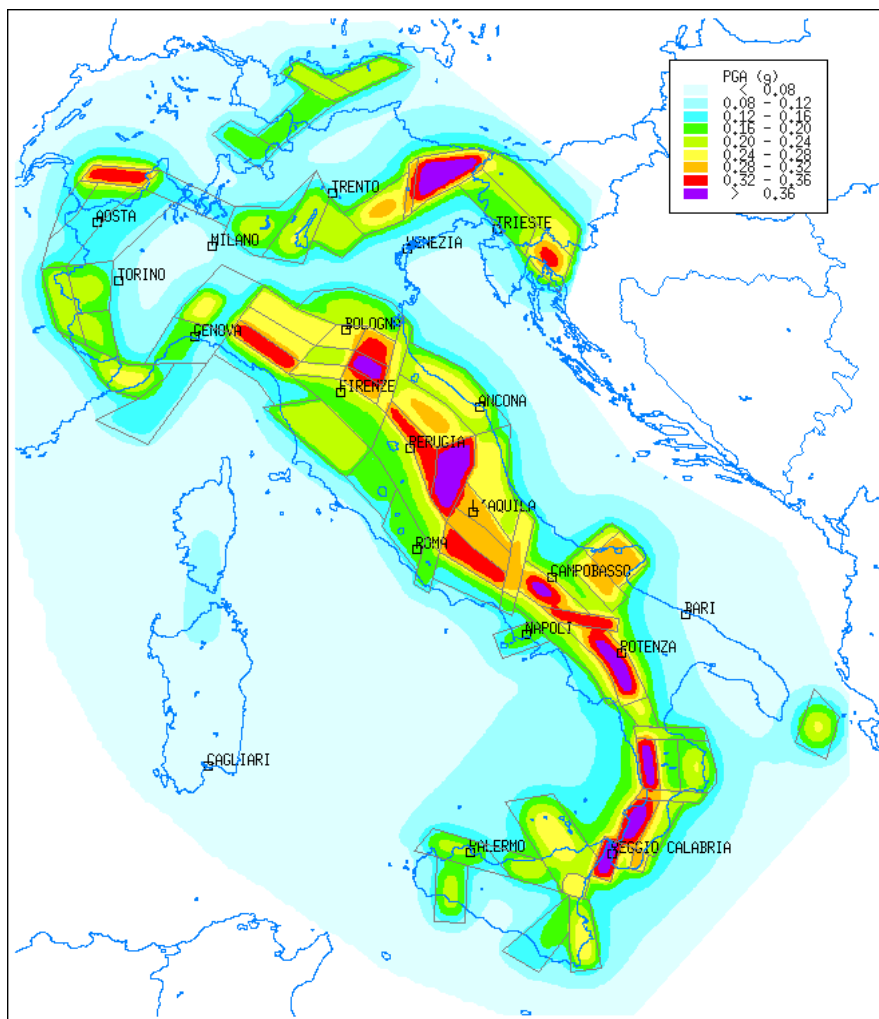 PGA (g)
< 0.08
0.08 - 0.12
0.12 - 0.16
0.16 - 0.20
0.20 - 0.24
0.24 - 0.28
0.28 - 0.32
0.32 - 0.36
> 0.36
TRENTO
AOSTA
TRIESTE
MILANO
VENEZIA
TORINO
BOLOGNA
GENOVA
FIRENZE
ANCONA
PERUGIA
L'AQUILA
ROMA
CAMPOBASSO
BARI
NAPOLI
POTENZA
CAGLIARI
PALERMO
REGGIO CALABRIA